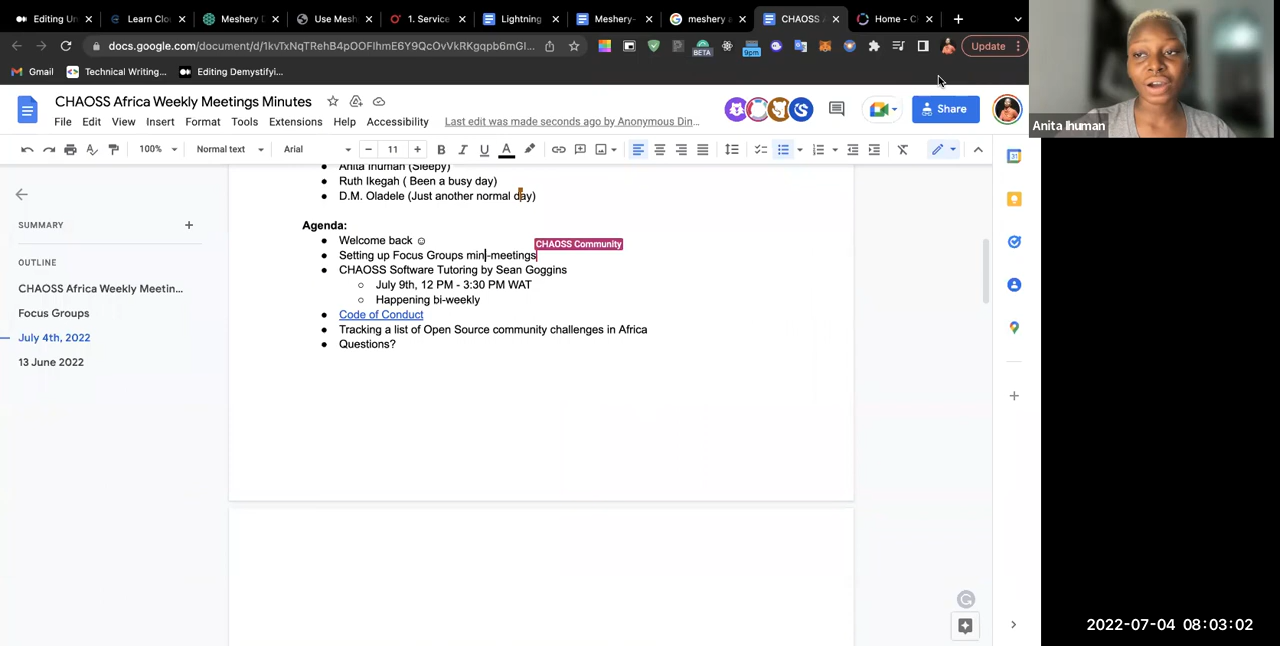 Editing Un
Learn Clo
Meshery D
Use Mesh
1. Service
Lightning
Meshery-
meshery a
CHAOSS A
Home - C
docs.google.com/document/d/1kvTxNqTRehB4pOOFIhmE6Y9QcOvVkRKgqpb6mGI...
BETA
9pm
Update
Gmail
Technical Writing...
Editing Demystifyi...
CHAOSS Africa Weekly Meetings Minutes
File Edit View Insert Format Tools Extensions Help Accessibility
Last edit was made seconds ago by Anonymous Din...
Share
Anita Ihuman
100%
Normal text
Arial
11
Anita Ihuman (Sleepy)
Ruth Ikegah ( Been a busy day)
D.M. Oladele (Just another normal day)
SUMMARY
Agenda:
Welcome back ☺
CHAOSS Community
Setting up Focus Groups min-meetings
CHAOSS Software Tutoring by Sean Goggins
July 9th, 12 PM - 3:30 PM WAT
Happening bi-weekly
Code of Conduct
Tracking a list of Open Source community challenges in Africa
Questions?
OUTLINE
CHAOSS Africa Weekly Meetin...
Focus Groups
July 4th, 2022
13 June 2022
2022-07-04 08:03:02